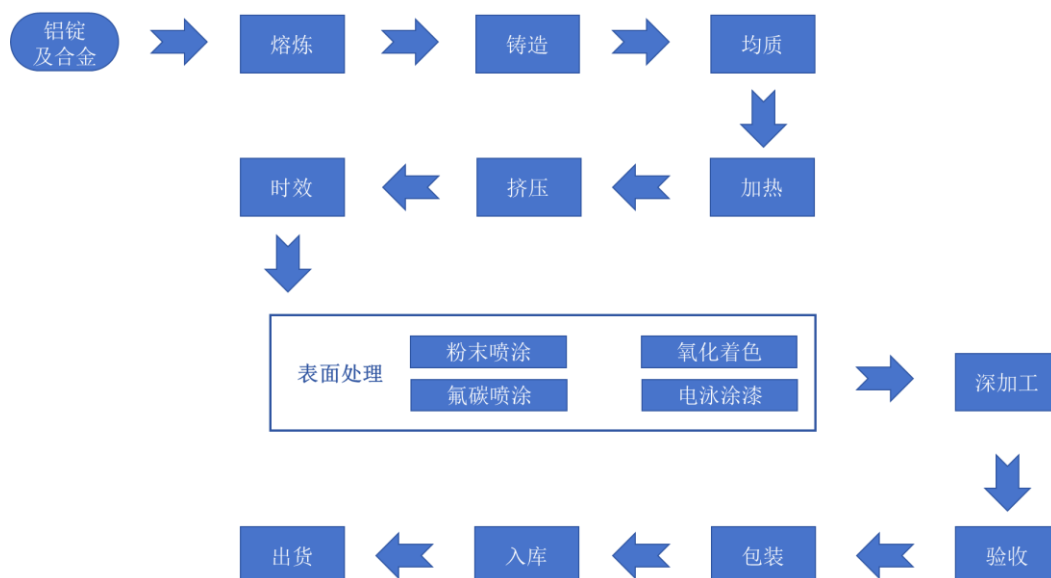 铝锭
及合金
熔炼
铸造
均质
时效
挤压
加热
表面处理
粉末喷涂
氧化着色
氟碳喷涂
电泳涂漆
深加工
出货
入库
包装
验收